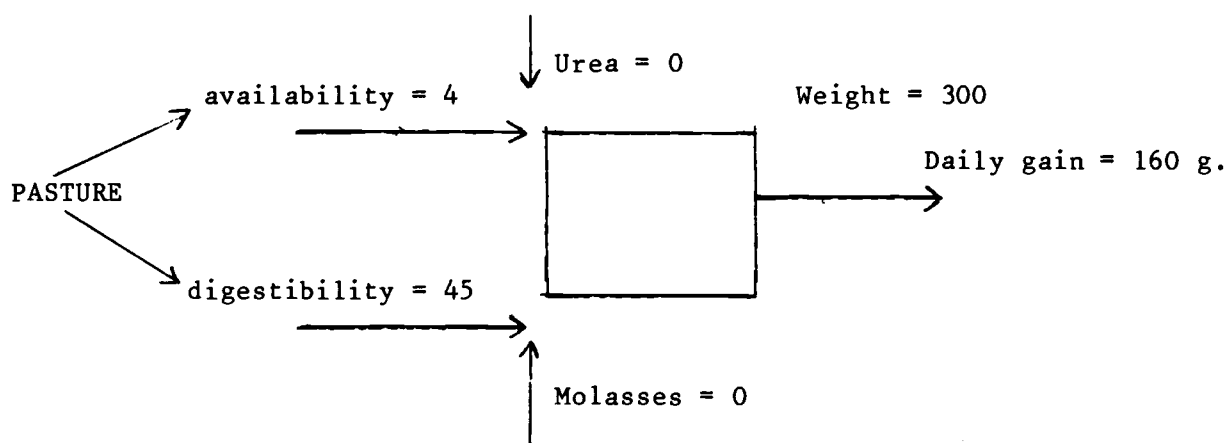 Urea = 0
availability = 4
Weight = 300
Daily gain = 160 g.
PASTURE
digestibility = 45
Molasses = 0